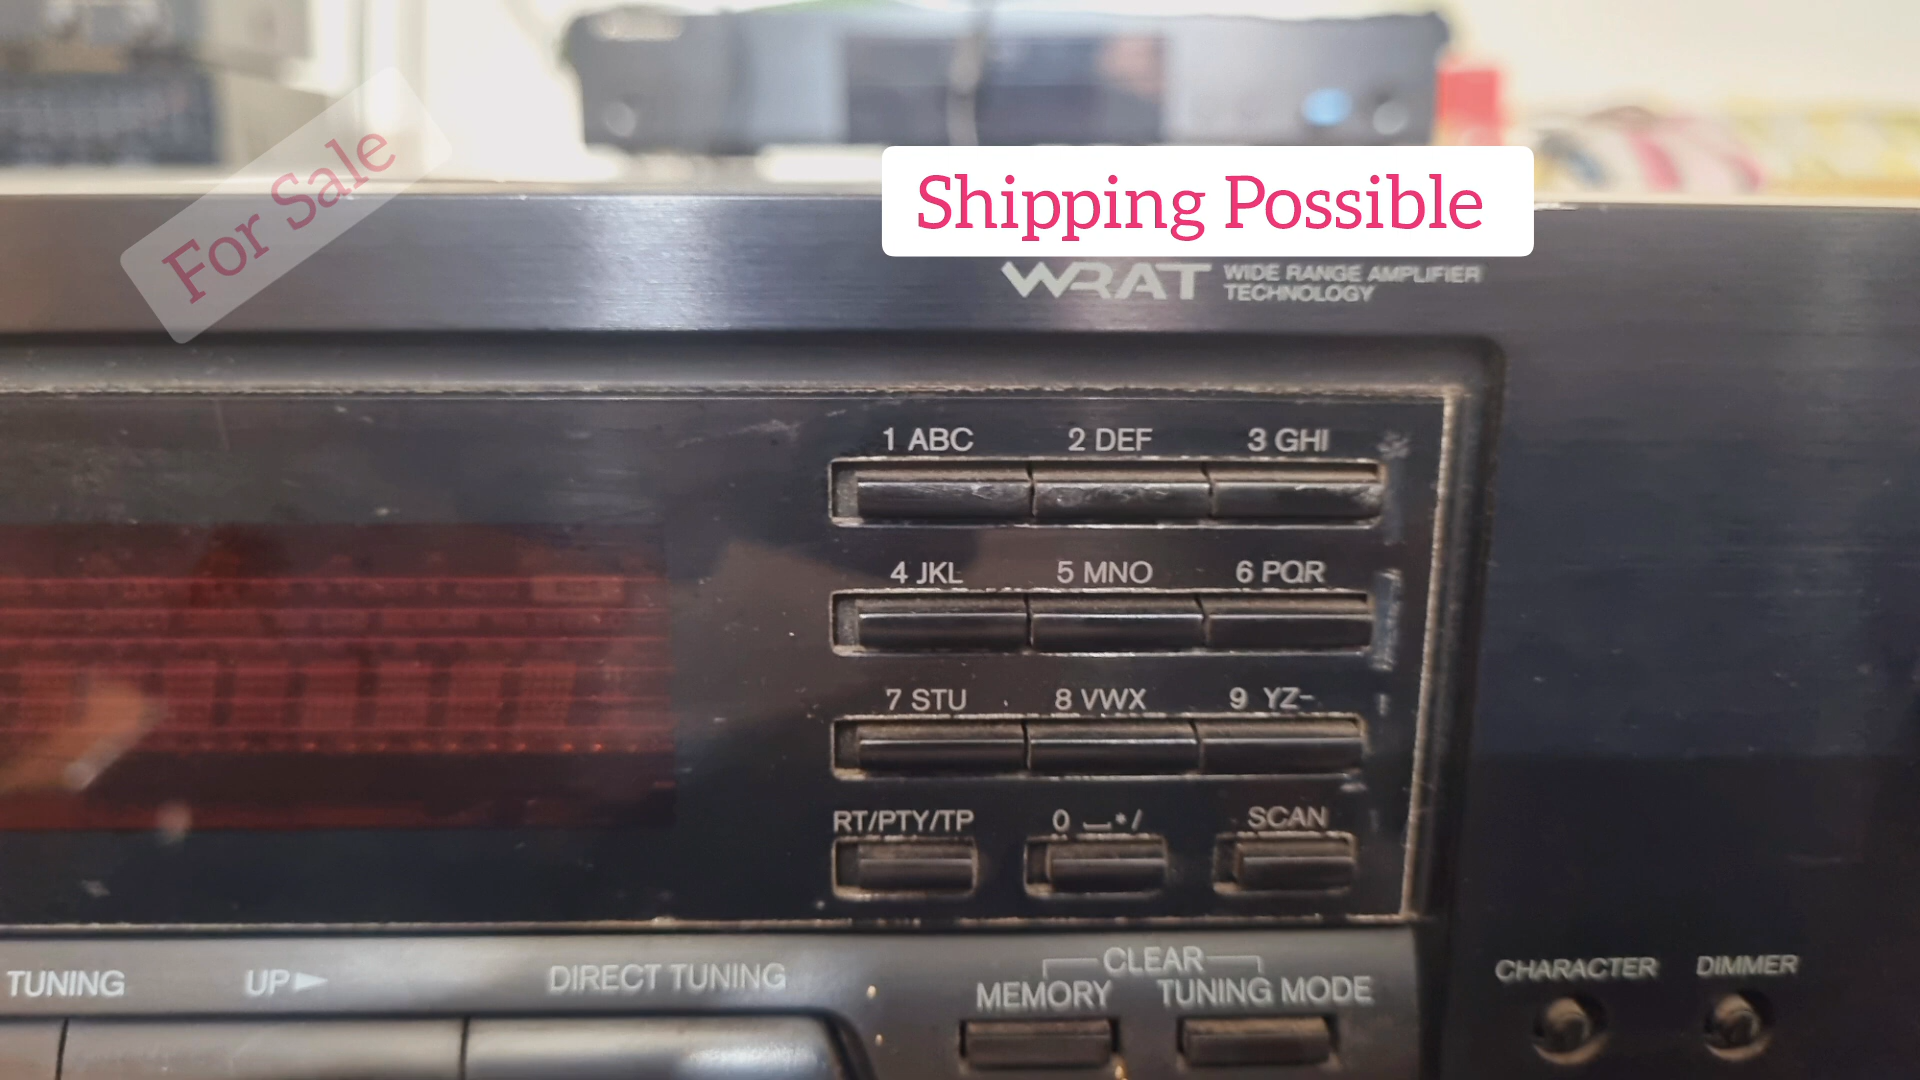 For Sale
Shipping Possible
WRAT WIDE RANGE AMPLIFIER
TECHNOLOGY
1 ABC 2 DEF 3 GHI
4 JKL 5 MNO 6 PQR
7 STU 8 VWX 9 YZ-
RT/PTY/TP 0 ⎵*/ SCAN
TUNING UP► DIRECT TUNING
CLEAR
MEMORY TUNING MODE
CHARACTER DIMMER